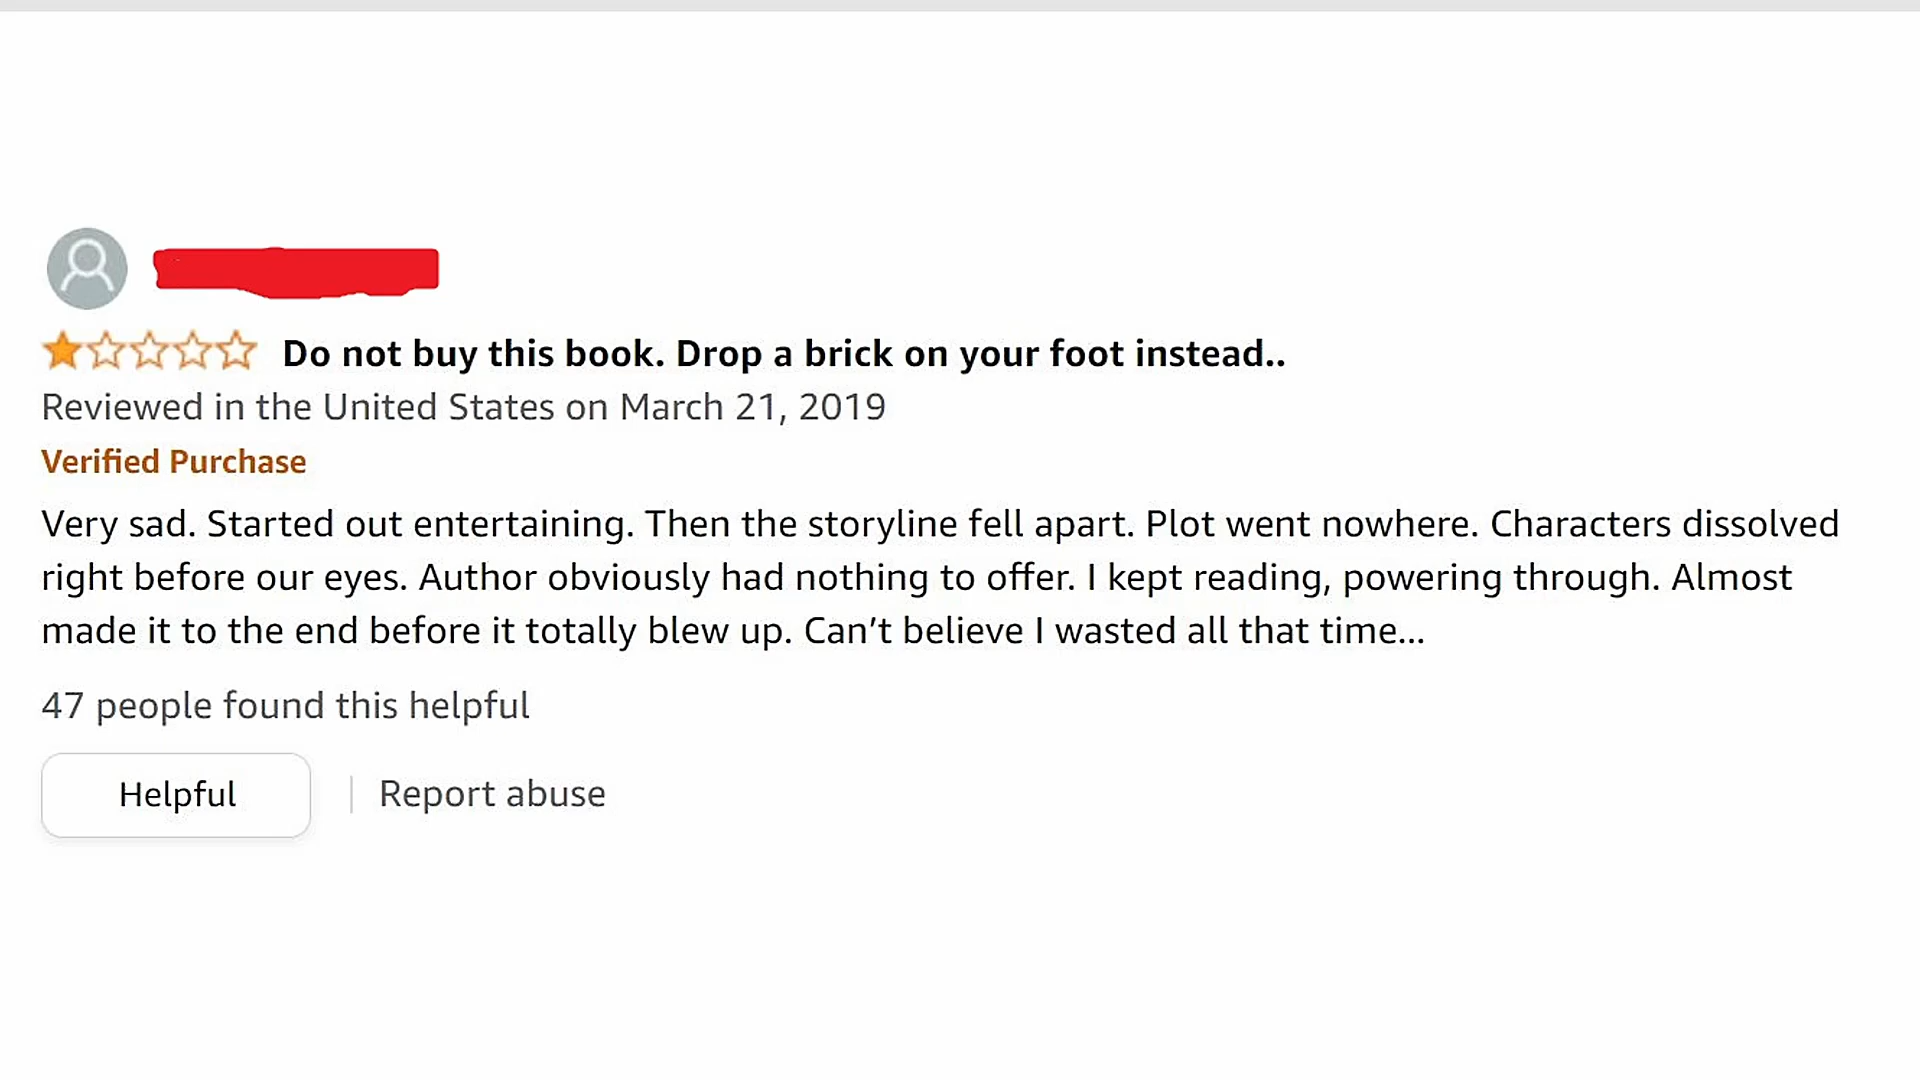 Do not buy this book. Drop a brick on your foot instead..
Reviewed in the United States on March 21, 2019
Verified Purchase
Very sad. Started out entertaining. Then the storyline fell apart. Plot went nowhere. Characters dissolved
right before our eyes. Author obviously had nothing to offer. I kept reading, powering through. Almost
made it to the end before it totally blew up. Can’t believe I wasted all that time...
47 people found this helpful
Helpful | Report abuse